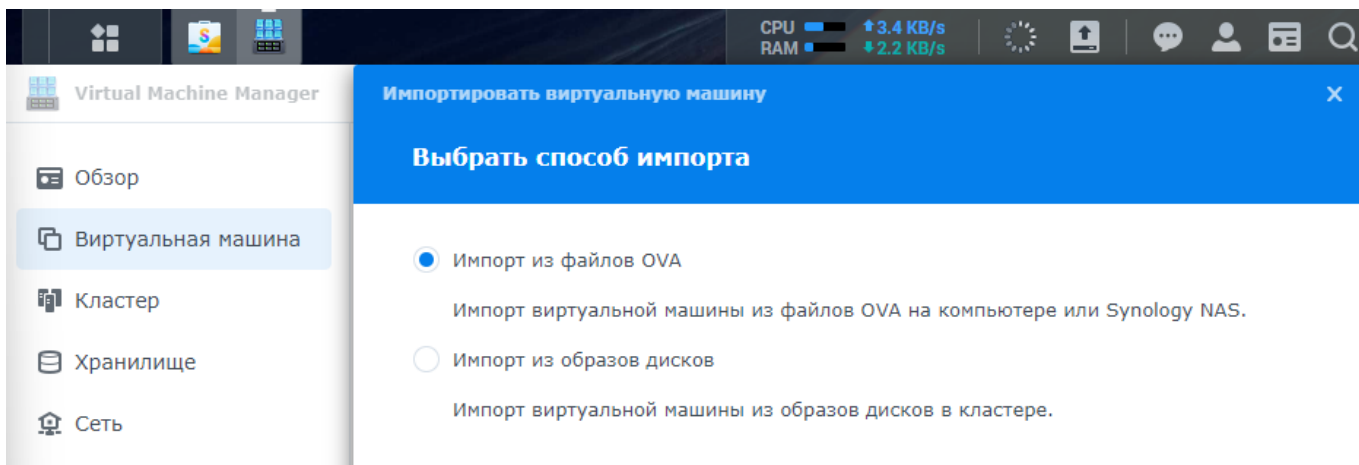 CPU 3.4 KB/s
RAM 2.2 KB/s
Virtual Machine Manager
Импортировать виртуальную машину
Выбрать способ импорта
Обзор
Виртуальная машина
Кластер
Хранилище
Сеть
Импорт из файлов OVA
Импорт виртуальной машины из файлов OVA на компьютере или Synology NAS.
Импорт из образов дисков
Импорт виртуальной машины из образов дисков в кластере.